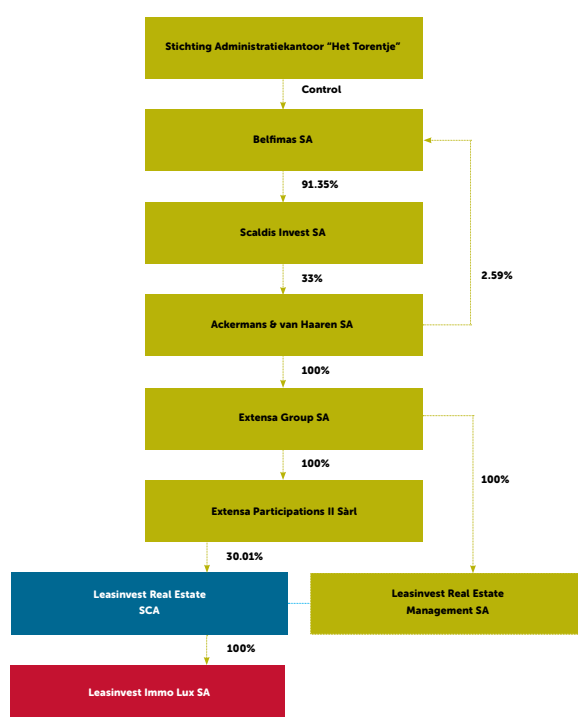 Stichting Administratiekantoor “Het Torentje“
Control
Belfimas SA
91.35%
Scaldis Invest SA
33%
2.59%
Ackermans & van Haaren SA
100%
Extensa Group SA
100%
100%
Extensa Participations II Sàrl
30.01%
Leasinvest Real Estate
SCA
Leasinvest Real Estate
Management SA
100%
Leasinvest Immo Lux SA